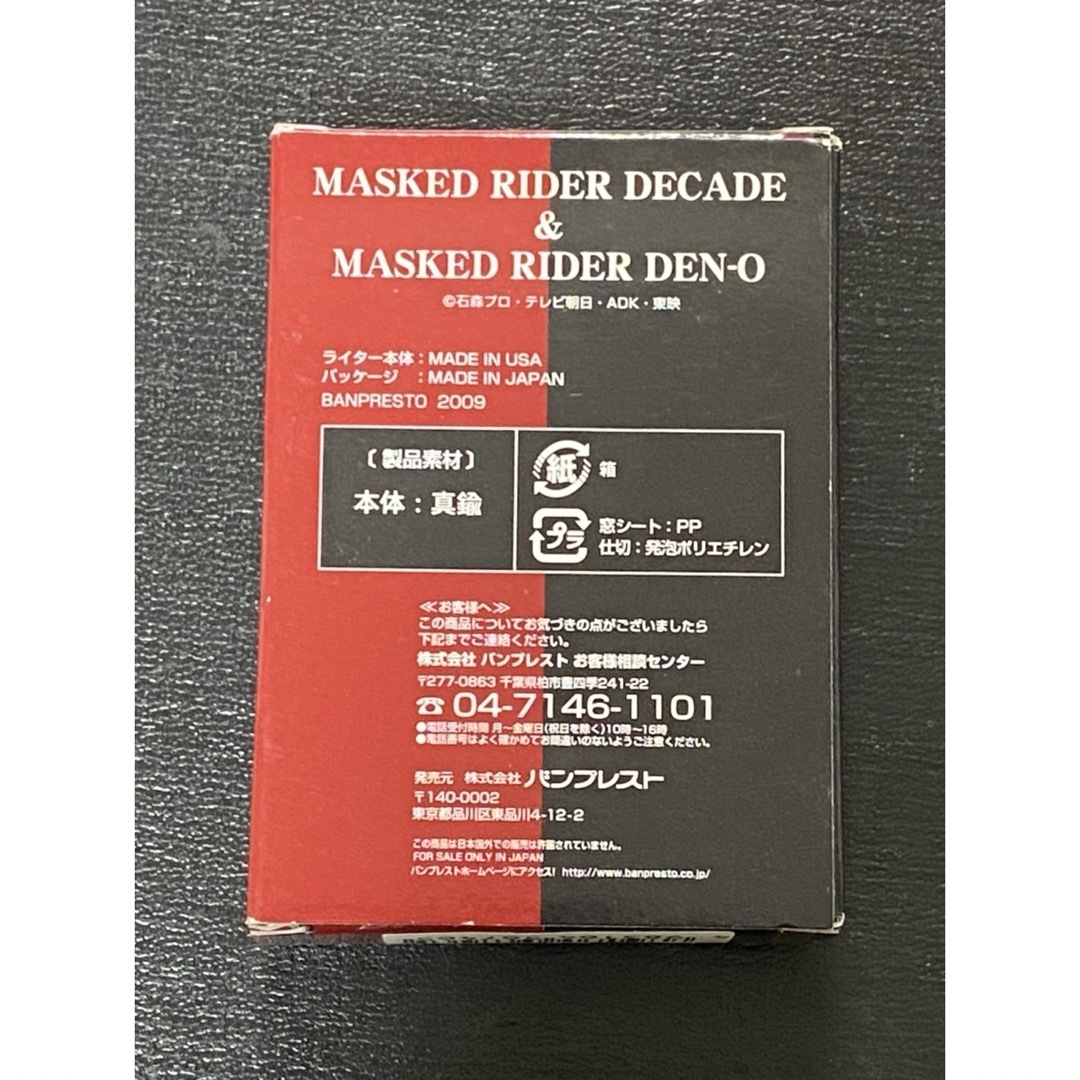 MASKED RIDER DECADE
&
MASKED RIDER DEN-O
©石森プロ・テレビ朝日・ADK・東映
ライター本体：MADE IN USA
パッケージ　：MADE IN JAPAN
BANPRESTO 2009
〔製品素材〕
本体：真鍮
紙 箱
プラ 窓シート：PP
仕切：発泡ポリエチレン
≪お客様へ≫
この商品についてお気づきの点がございましたら
下記までご連絡ください。
株式会社 バンプレスト お客様相談センター
〒277-0863 千葉県柏市豊四季241-22
☎ 04-7146-1101
●電話受付時間 月～金曜日(祝日を除く)10時～16時
●電話番号はよく確かめてお間違いのないようご注意ください。
発売元 株式会社 バンプレスト
〒140-0002
東京都品川区東品川4-12-2
この商品は日本国外での販売は許諾されていません。
FOR SALE ONLY IN JAPAN
バンプレストホームページにアクセス! http://www.banpresto.co.jp/